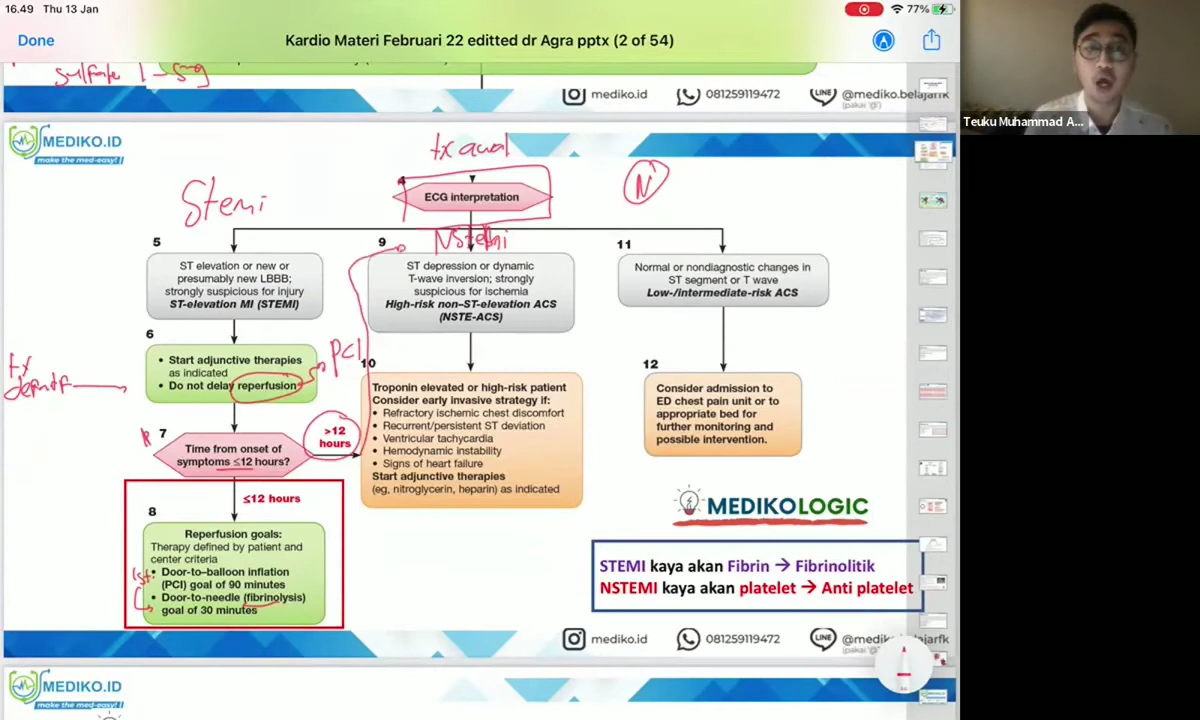 16.49 Thu 13 Jan
77%
Done
Kardio Materi Februari 22 editted dr Agra pptx (2 of 54)
sulfate 1 - 5mg
mediko.id
081259119472
@mediko.belajarfk
(pakai '@')
Teuku Muhammad A...
MEDIKO.ID
make the med-easy! |
tx awal
Stemi
N
4
ECG interpretation
NStemi
5
ST elevation or new or
presumably new LBBB;
strongly suspicious for injury
ST-elevation MI (STEMI)
9
ST depression or dynamic
T-wave inversion; strongly
suspicious for ischemia
High-risk non–ST-elevation ACS
(NSTE-ACS)
11
Normal or nondiagnostic changes in
ST segment or T wave
Low-/intermediate-risk ACS
6
• Start adjunctive therapies
as indicated
• Do not delay reperfusion
PCI
tx
definitif
7
Time from onset of
symptoms ≤12 hours?
>12
hours
10
Troponin elevated or high-risk patient
Consider early invasive strategy if:
• Refractory ischemic chest discomfort
• Recurrent/persistent ST deviation
• Ventricular tachycardia
• Hemodynamic instability
• Signs of heart failure
Start adjunctive therapies
(eg, nitroglycerin, heparin) as indicated
12
Consider admission to
ED chest pain unit or to
appropriate bed for
further monitoring and
possible intervention.
≤12 hours
8
Reperfusion goals:
Therapy defined by patient and
center criteria
1st
• Door-to–balloon inflation
(PCI) goal of 90 minutes
• Door-to-needle (fibrinolysis)
goal of 30 minutes
MEDIKOLOGIC
STEMI kaya akan Fibrin → Fibrinolitik
NSTEMI kaya akan platelet → Anti platelet
mediko.id
081259119472
LINE
(pakai '@')
MEDIKO.ID
make the med-easy! |